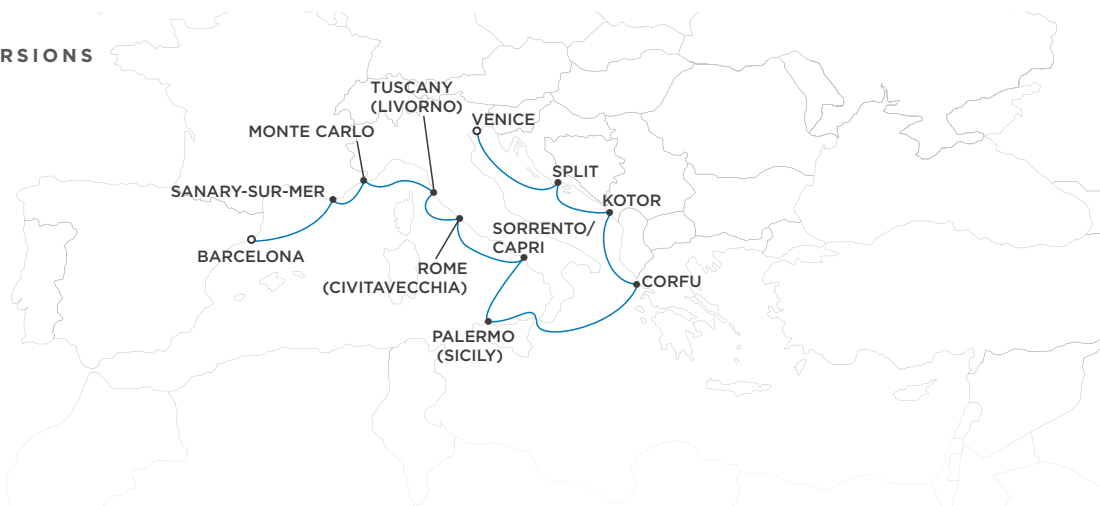 RSIONS
TUSCANY
(LIVORNO)
VENICE
MONTE CARLO
SPLIT
SANARY-SUR-MER
KOTOR
SORRENTO/
CAPRI
BARCELONA
ROME
(CIVITAVECCHIA)
CORFU
PALERMO
(SICILY)